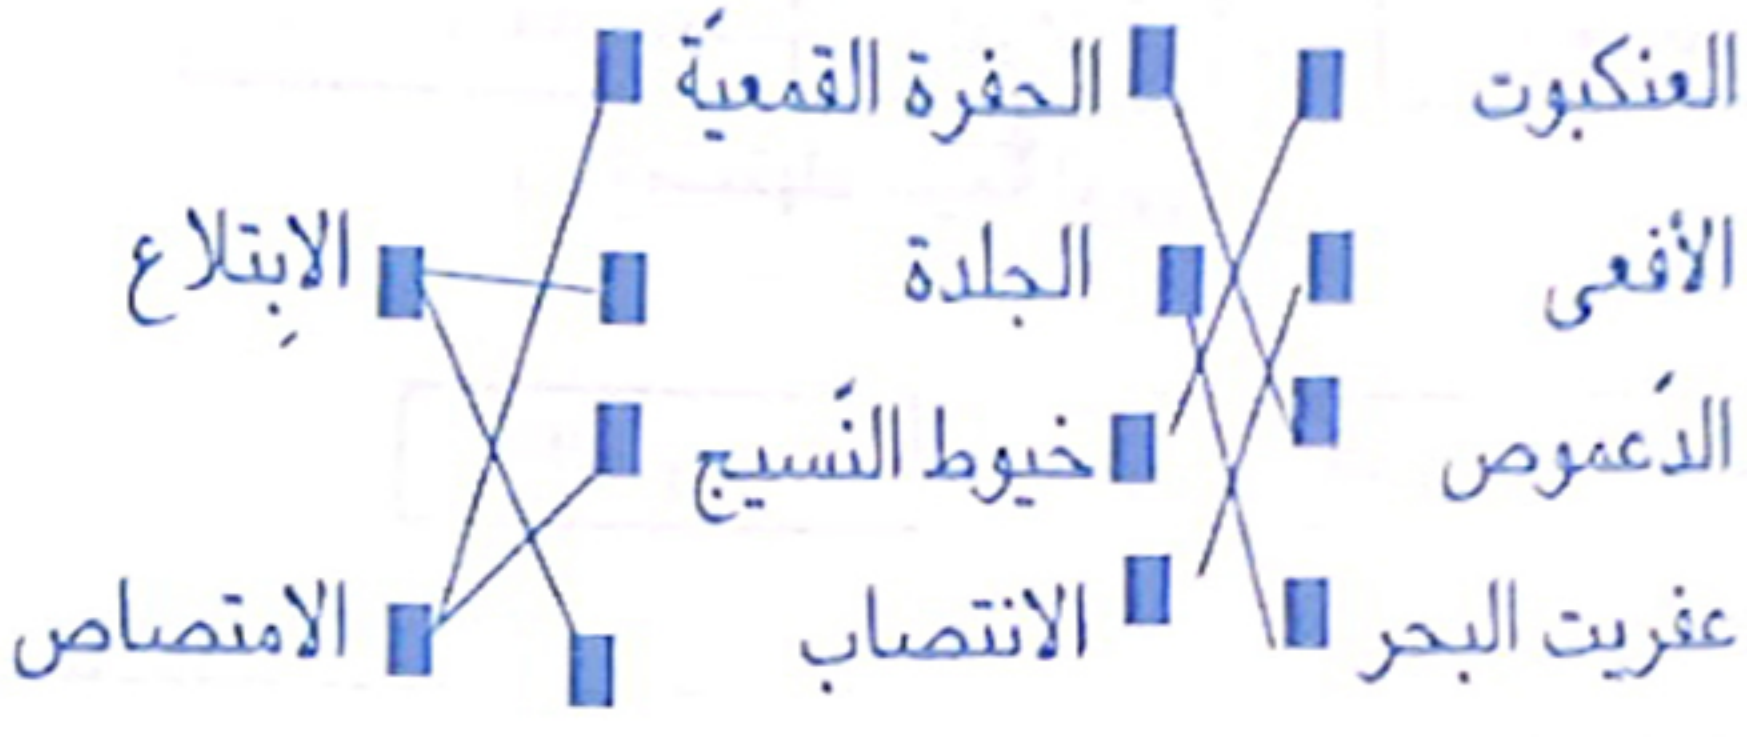 العنكبوت
الحفرة القمعيَّة
الأفعى
الجلدة
الابتلاعِ
الدَّعموص
خيوط النَّسيج
عفريت البحر
الانتصاب
الامتصاص